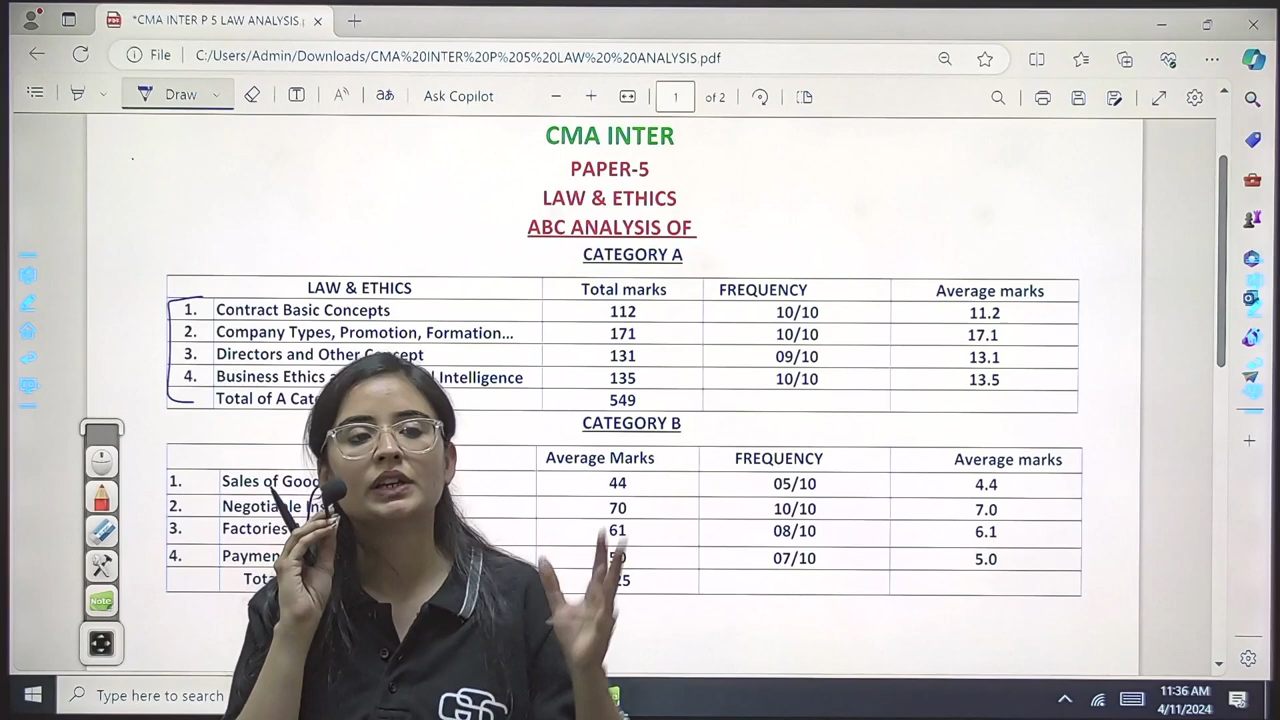 *CMA INTER P 5 LAW ANALYSIS
File C:/Users/Admin/Downloads/CMA%20INTER%20P%205%20LAW%20%20ANALYSIS.pdf
Draw Ask Copilot 1 of 2
CMA INTER
PAPER-5
LAW & ETHICS
ABC ANALYSIS OF
CATEGORY A
LAW & ETHICS Total marks FREQUENCY Average marks
1. Contract Basic Concepts 112 10/10 11.2
2. Company Types, Promotion, Formation... 171 10/10 17.1
3. Directors and Other Concept 131 09/10 13.1
4. Business Ethics Intelligence 135 10/10 13.5
Total of A 549
CATEGORY B
Average Marks FREQUENCY Average marks
1. Sales of 44 05/10 4.4
2. Negotiable 70 10/10 7.0
3. Factories 61 08/10 6.1
4. 07/10 5.0
Note
Type here to search
11:36 AM
4/11/2024